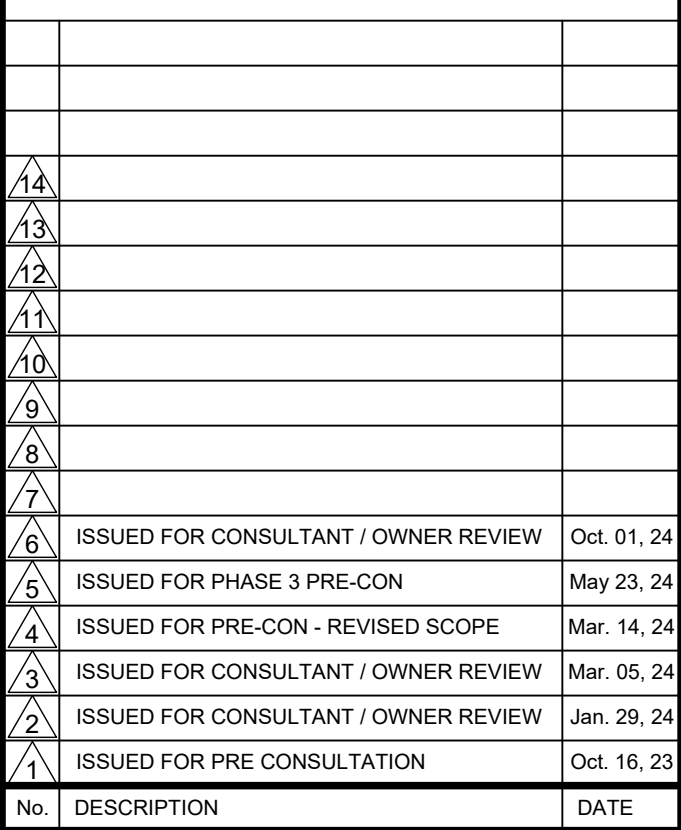 14
13
12
11
10
9
8
7
6 ISSUED FOR CONSULTANT / OWNER REVIEW Oct. 01, 24
5 ISSUED FOR PHASE 3 PRE-CON May 23, 24
4 ISSUED FOR PRE-CON - REVISED SCOPE Mar. 14, 24
3 ISSUED FOR CONSULTANT / OWNER REVIEW Mar. 05, 24
2 ISSUED FOR CONSULTANT / OWNER REVIEW Jan. 29, 24
1 ISSUED FOR PRE CONSULTATION Oct. 16, 23
No. DESCRIPTION DATE